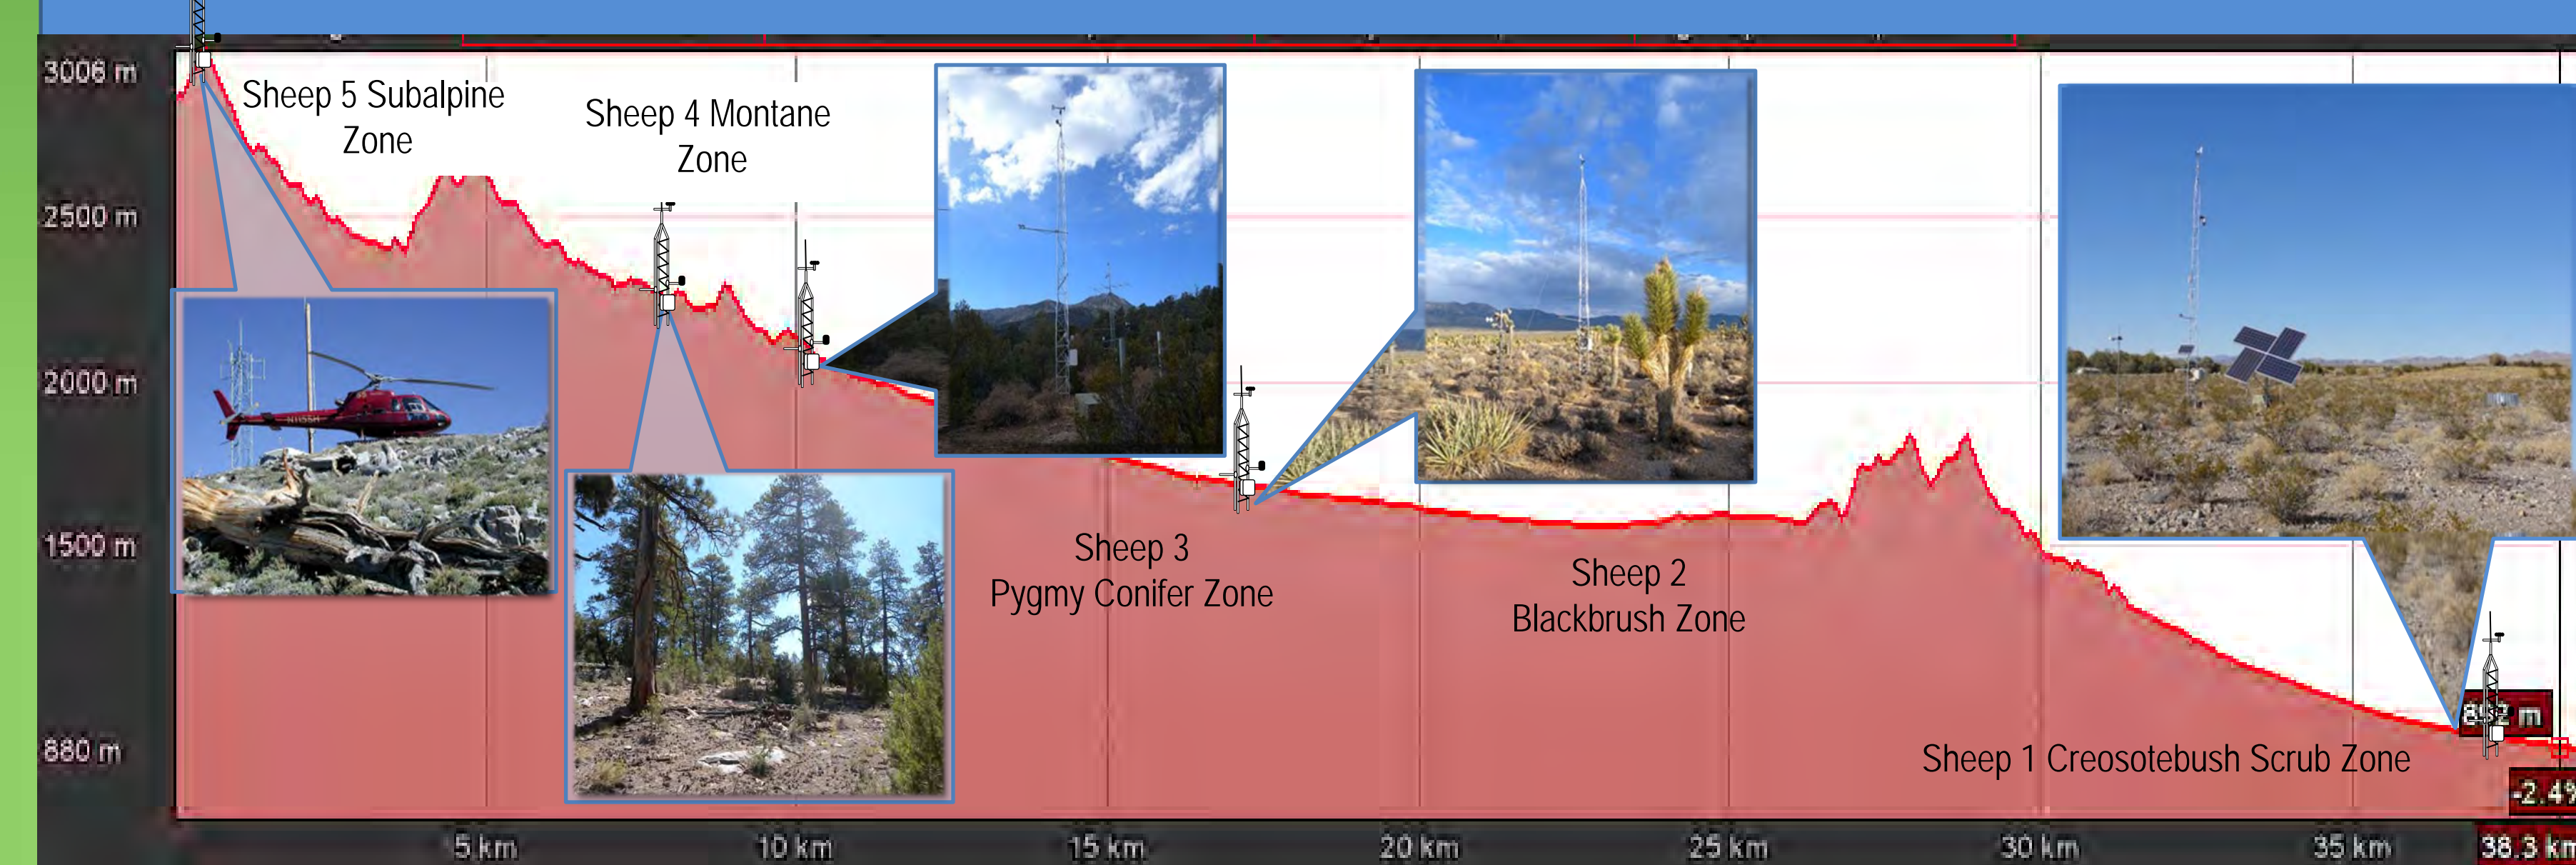 3006 m
Sheep 5 Subalpine
Zone
Sheep 4 Montane
Zone
2500 m
2000 m
1500 m
Sheep 3
Pygmy Conifer Zone
Sheep 2
Blackbrush Zone
880 m
Sheep 1 Creosotebush Scrub Zone
m
-2.4%
5 km
10 km
15 km
20 km
25 km
30 km
35 km
38.3 km